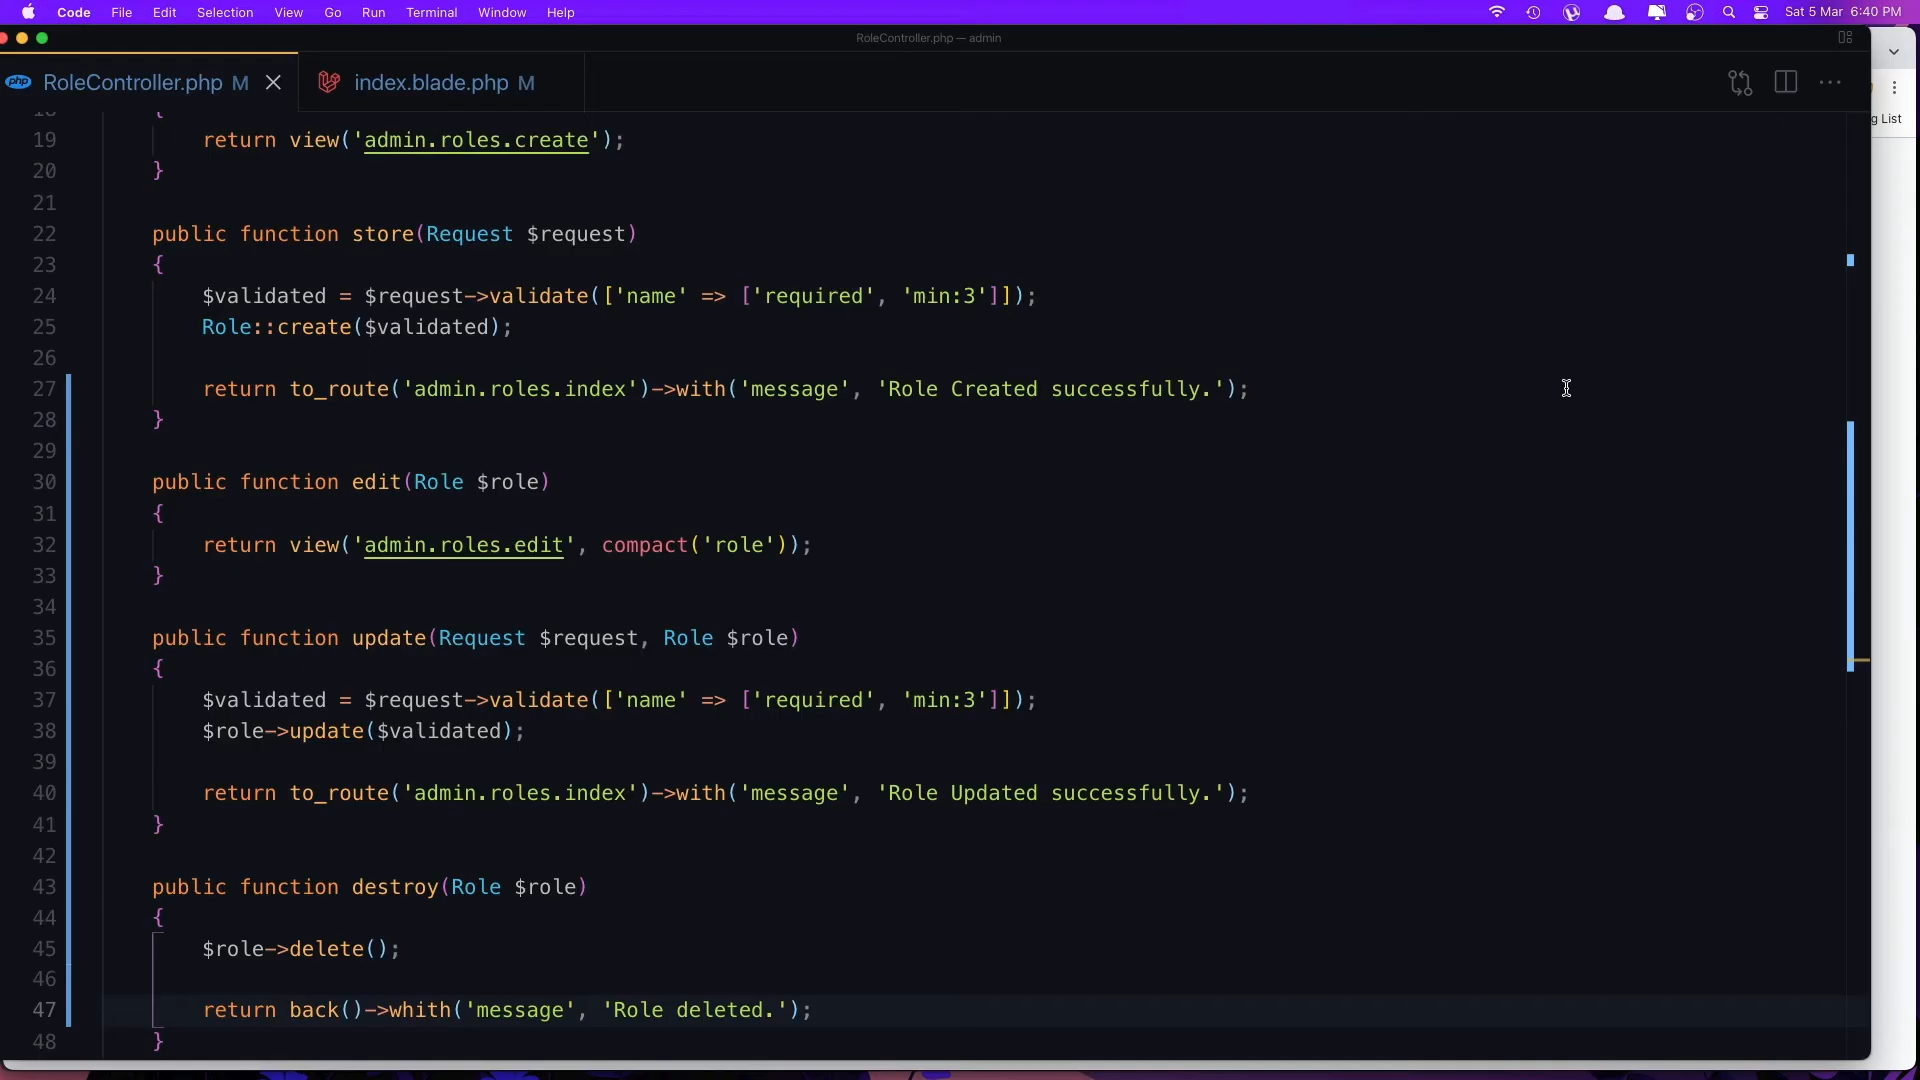 Code File Edit Selection View Go Run Terminal Window Help Sat 5 Mar 6:40 PM
RoleController.php — admin
php RoleController.php M index.blade.php M
g List
18 {
19 return view('admin.roles.create');
20 }
21
22 public function store(Request $request)
23 {
24 $validated = $request->validate(['name' => ['required', 'min:3']]);
25 Role::create($validated);
26
27 return to_route('admin.roles.index')->with('message', 'Role Created successfully.');
28 }
29
30 public function edit(Role $role)
31 {
32 return view('admin.roles.edit', compact('role'));
33 }
34
35 public function update(Request $request, Role $role)
36 {
37 $validated = $request->validate(['name' => ['required', 'min:3']]);
38 $role->update($validated);
39
40 return to_route('admin.roles.index')->with('message', 'Role Updated successfully.');
41 }
42
43 public function destroy(Role $role)
44 {
45 $role->delete();
46
47 return back()->whith('message', 'Role deleted.');
48 }